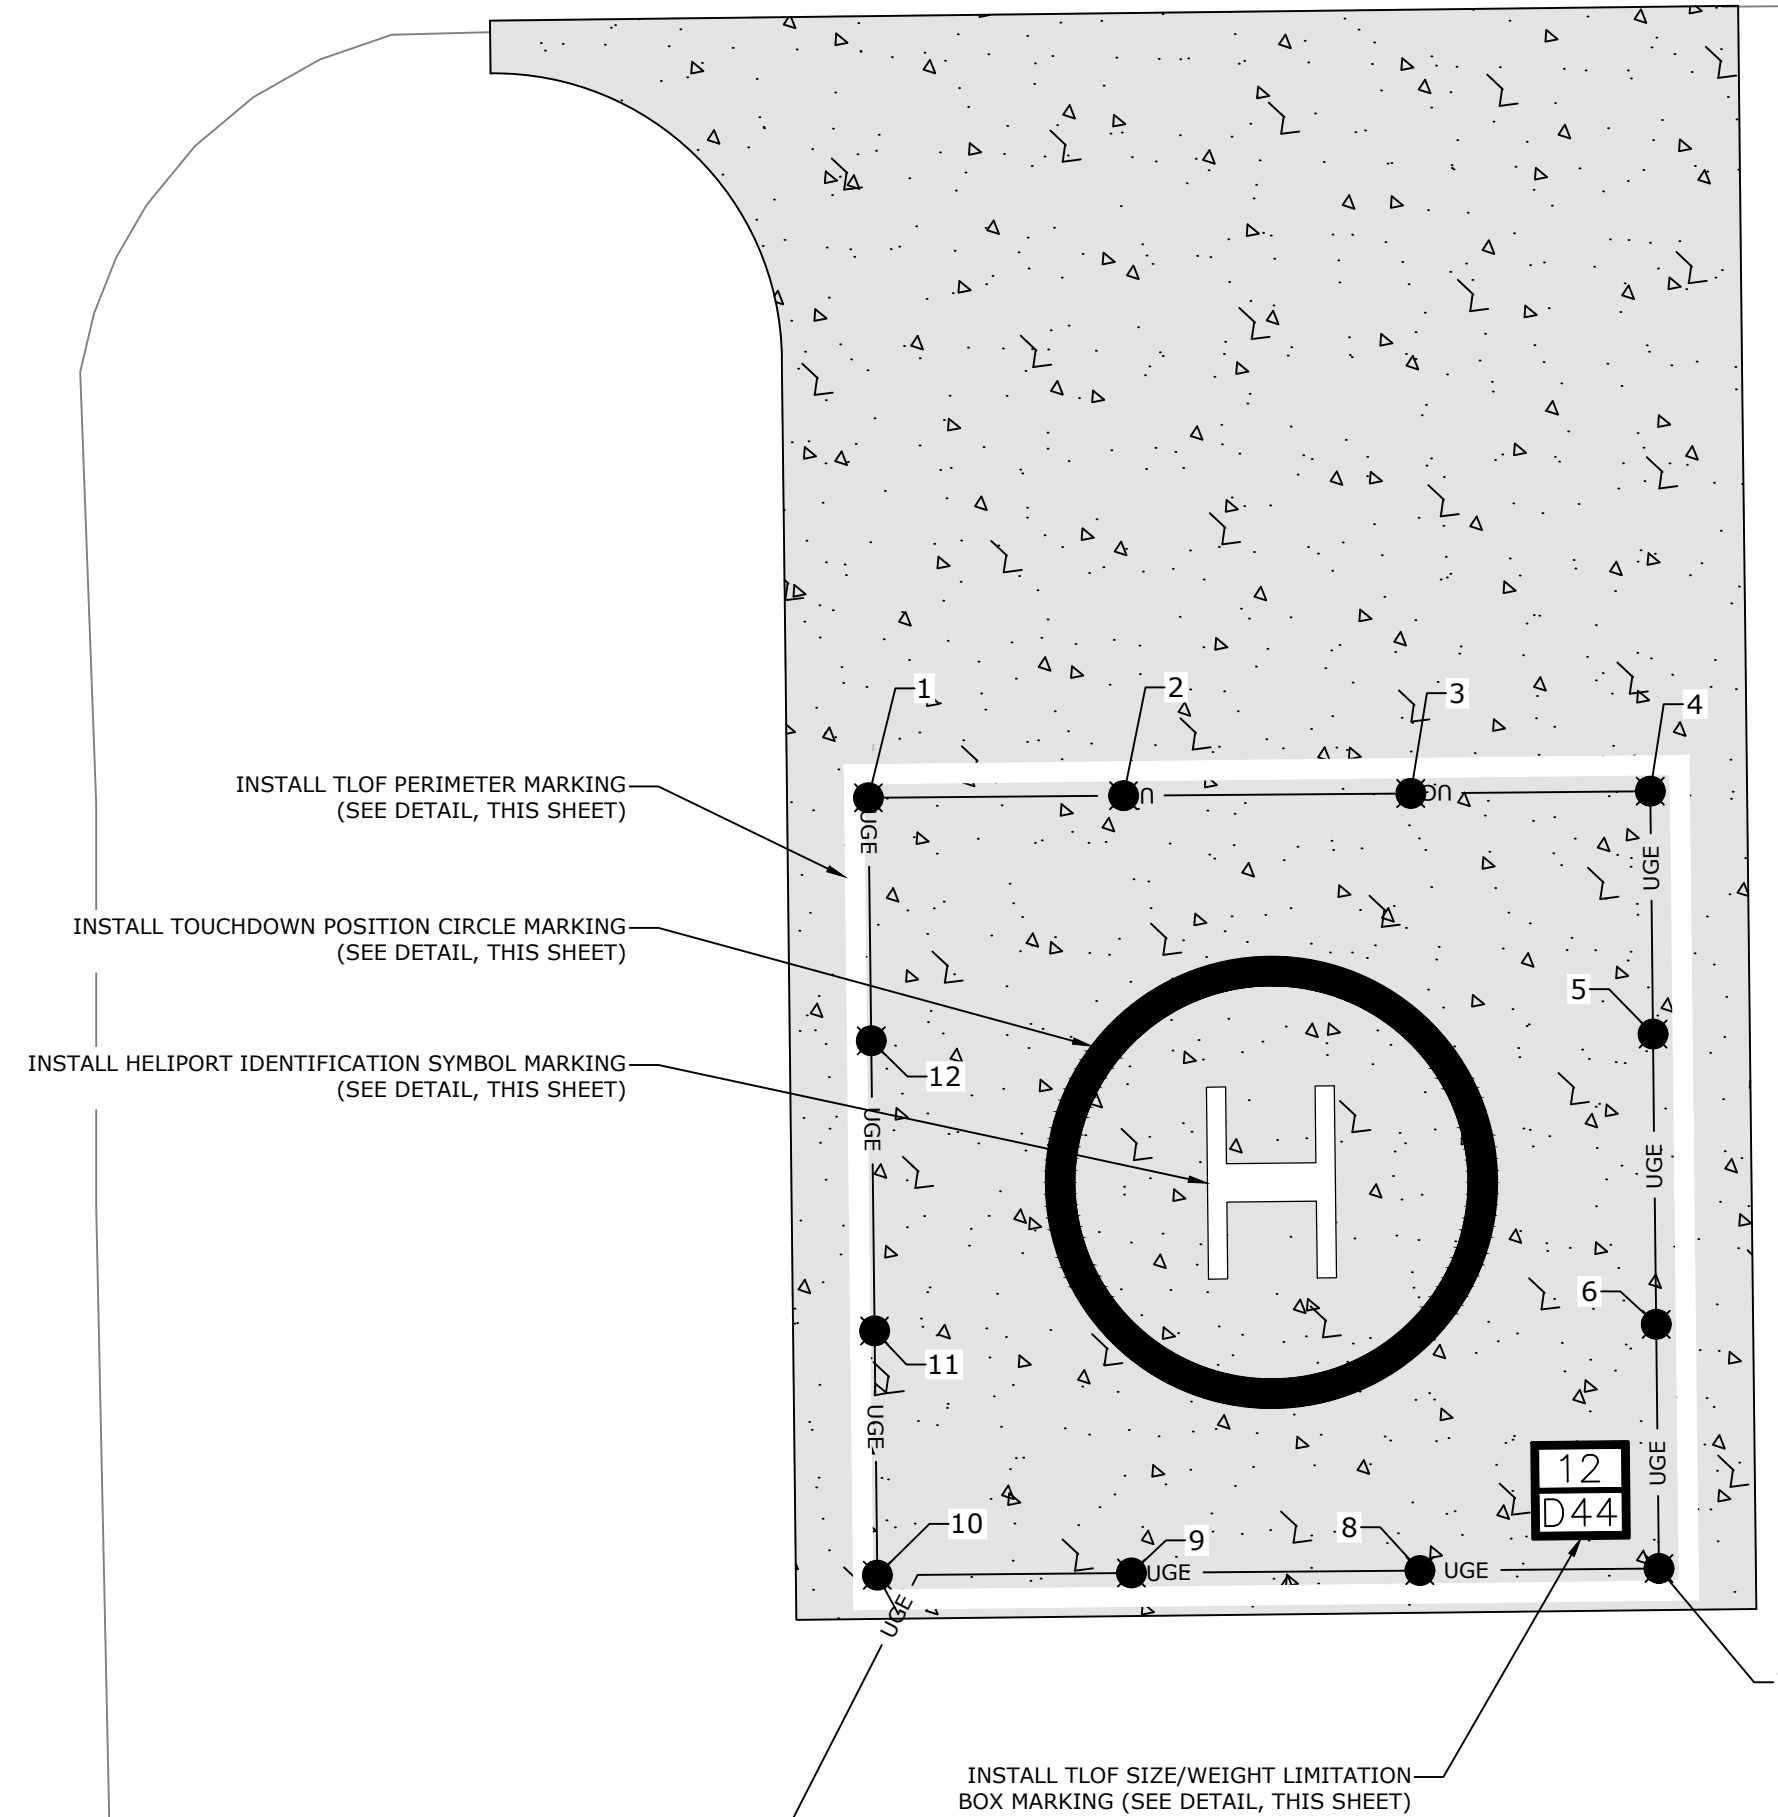 1
2
3
4
INSTALL TLOF PERIMETER MARKING
(SEE DETAIL, THIS SHEET)
UGE
UGE
INSTALL TOUCHDOWN POSITION CIRCLE MARKING
(SEE DETAIL, THIS SHEET)
5
INSTALL HELIPORT IDENTIFICATION SYMBOL MARKING
(SEE DETAIL, THIS SHEET)
12
UGE
H
UGE
6
11
UGE
UGE
12
D44
10
9
8
UGE
UGE
UGE
INSTALL TLOF SIZE/WEIGHT LIMITATION
BOX MARKING (SEE DETAIL, THIS SHEET)